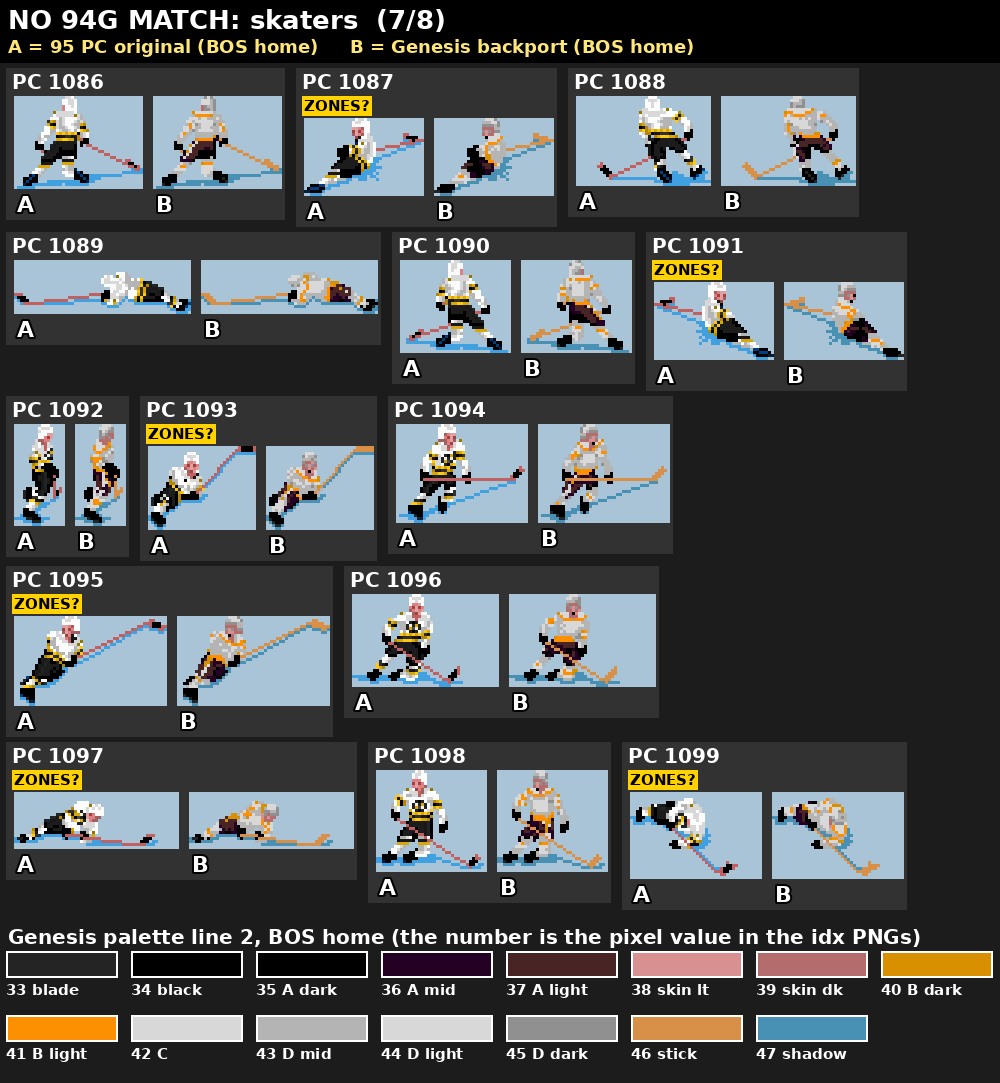 NO 94G MATCH: skaters (7/8)
A = 95 PC original (BOS home) B = Genesis backport (BOS home)
PC 1086
A B
PC 1087
ZONES?
A B
PC 1088
A B
PC 1089
A B
PC 1090
A B
PC 1091
ZONES?
A B
PC 1092
A B
PC 1093
ZONES?
A B
PC 1094
A B
PC 1095
ZONES?
A B
PC 1096
A B
PC 1097
ZONES?
A B
PC 1098
A B
PC 1099
ZONES?
A B
Genesis palette line 2, BOS home (the number is the pixel value in the idx PNGs)
33 blade 34 black 35 A dark 36 A mid 37 A light 38 skin lt 39 skin dk 40 B dark
41 B light 42 C 43 D mid 44 D light 45 D dark 46 stick 47 shadow